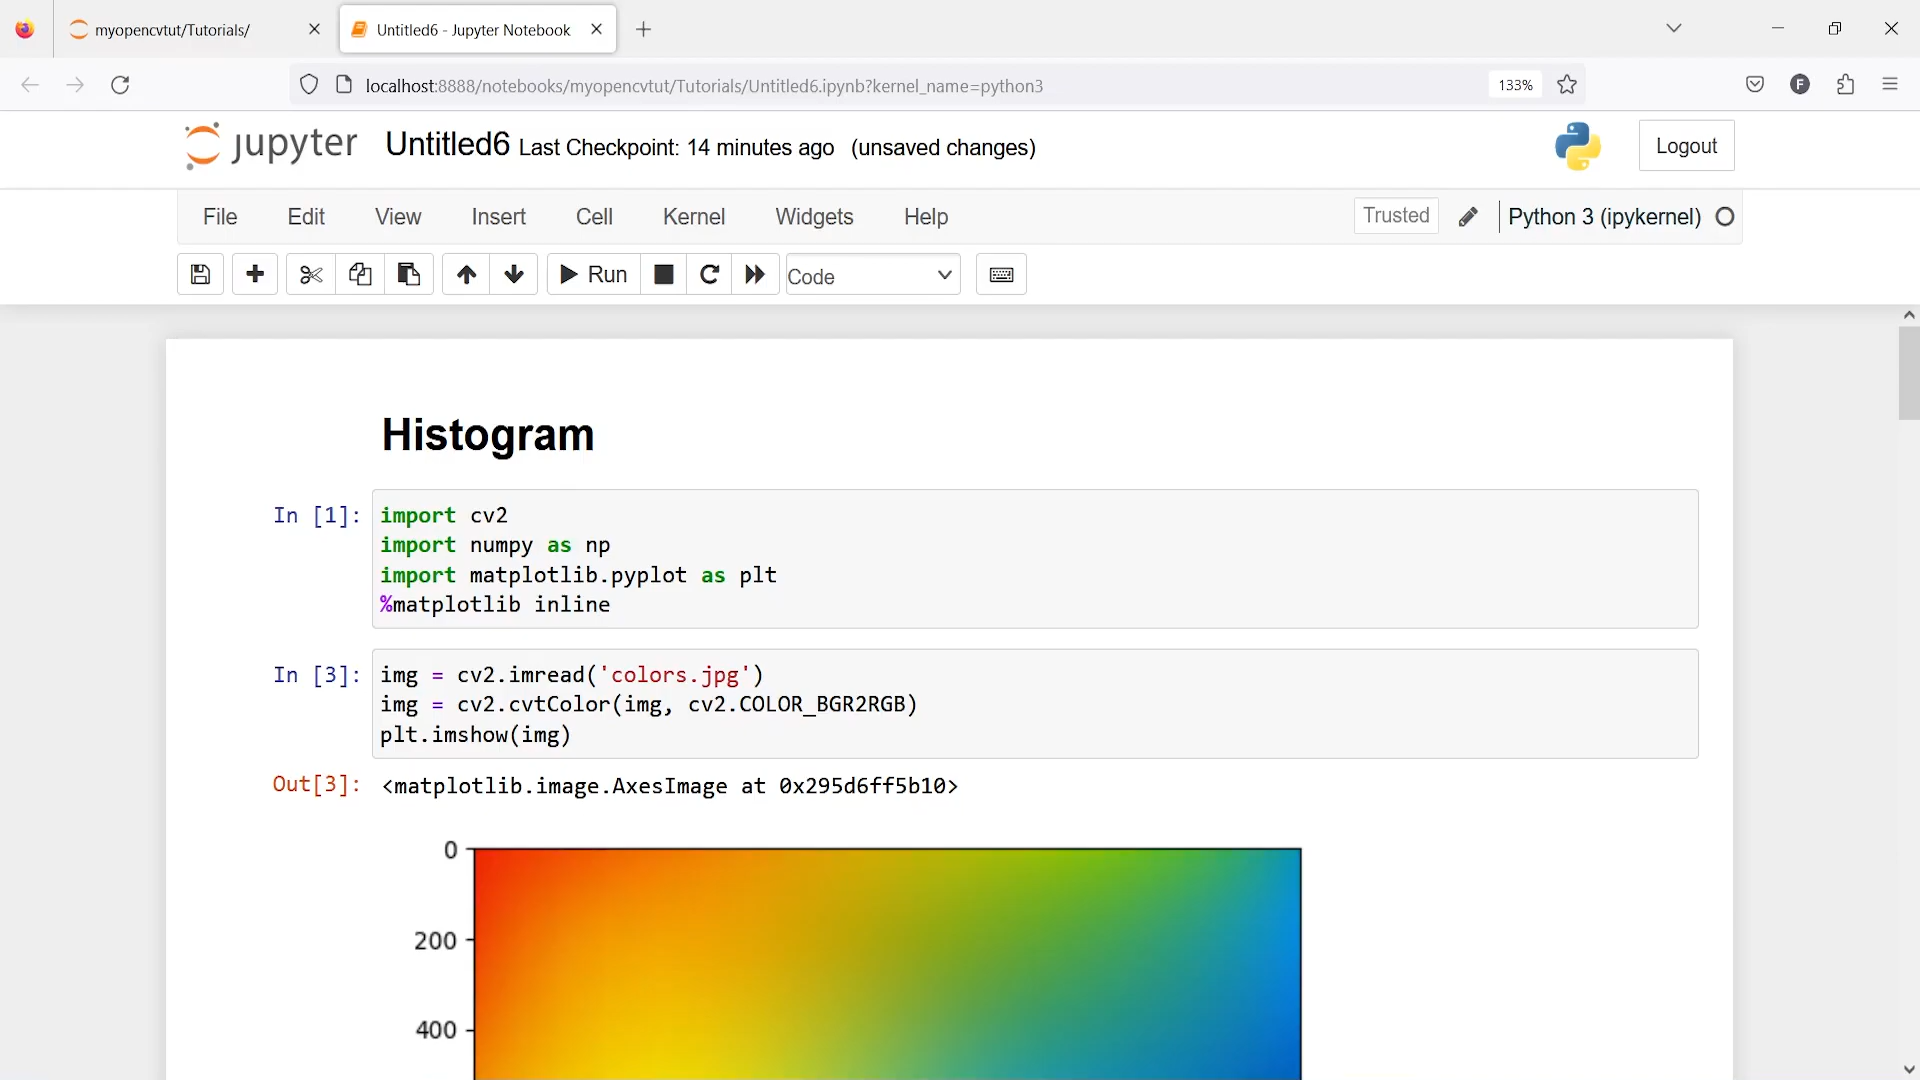 myopencvtut/Tutorials/
Untitled6 - Jupyter Notebook
localhost:8888/notebooks/myopencvtut/Tutorials/Untitled6.ipynb?kernel_name=python3
133%
F
jupyter
Untitled6 Last Checkpoint: 14 minutes ago (unsaved changes)
Logout
File Edit View Insert Cell Kernel Widgets Help
Trusted
Python 3 (ipykernel)
Run
Code
Histogram
In [1]: import cv2
import numpy as np
import matplotlib.pyplot as plt
%matplotlib inline
In [3]: img = cv2.imread('colors.jpg')
img = cv2.cvtColor(img, cv2.COLOR_BGR2RGB)
plt.imshow(img)
Out[3]: <matplotlib.image.AxesImage at 0x295d6ff5b10>
0
200
400